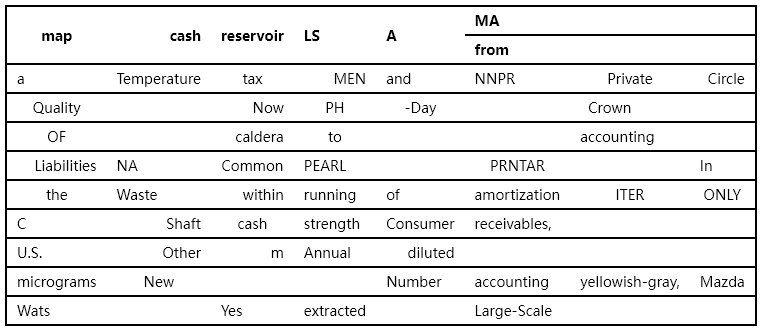 map cash reservoir LS A MA
from
a Temperature tax MEN and NNPR Private Circle
Quality Now PH -Day Crown
OF caldera to accounting
Liabilities NA Common PEARL PRNTAR In
the Waste within running of amortization ITER ONLY
C Shaft cash strength Consumer receivables,
U.S. Other m Annual diluted
micrograms New Number accounting yellowish-gray, Mazda
Wats Yes extracted Large-Scale